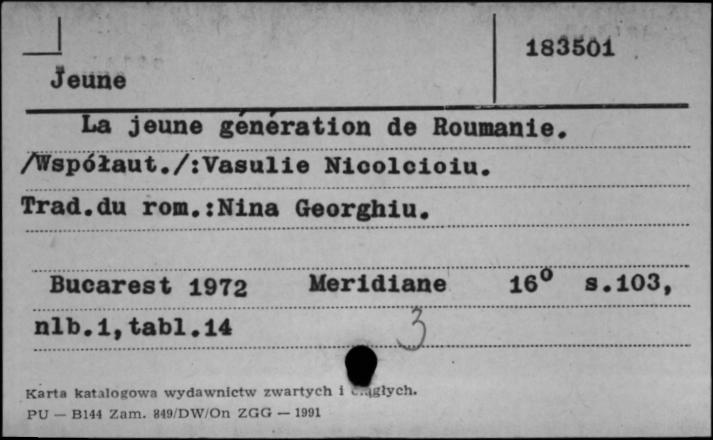 183501
Jeune
La jeune génération de Roumanie.
/Współaut./:Vasulie Nicolcioiu.
Trad.du rom.:Nina Georghiu.
Bucarest 1972 Meridiane 16° s.103,
nlb.1,tabl.14 3
Karta katalogowa wydawnictw zwartych i ciągłych.
PU — B144 Zam. 849/DW/On ZGG — 1991